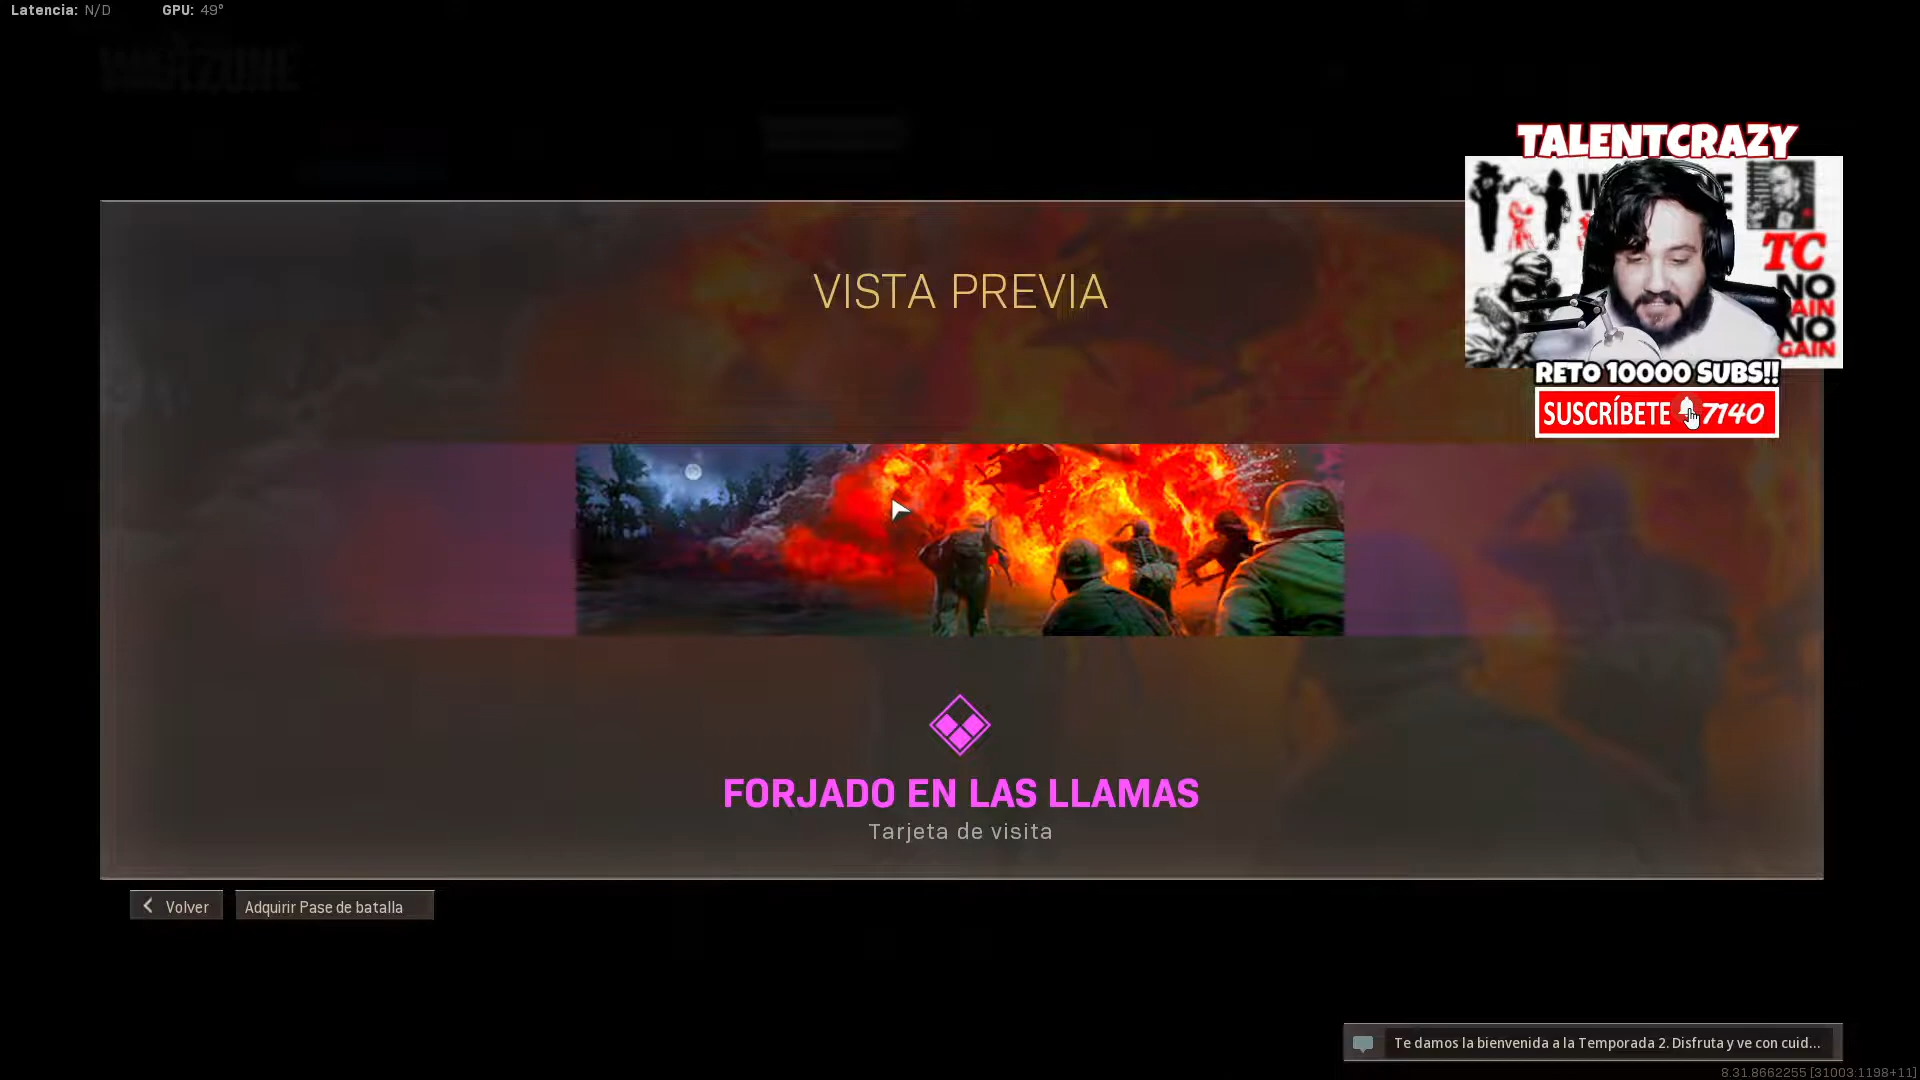 Latencia: N/D GPU: 49°
WARZONE
TALENTCRAZY
TC
NO
GAIN
NO
GAIN
RETO 10000 SUBS!!
SUSCRÍBETE 7140
VISTA PREVIA
FORJADO EN LAS LLAMAS
Tarjeta de visita
Volver
Adquirir Pase de batalla
Te damos la bienvenida a la Temporada 2. Disfruta y ve con cuid...
8.31.8662255 [31003:1198+11]